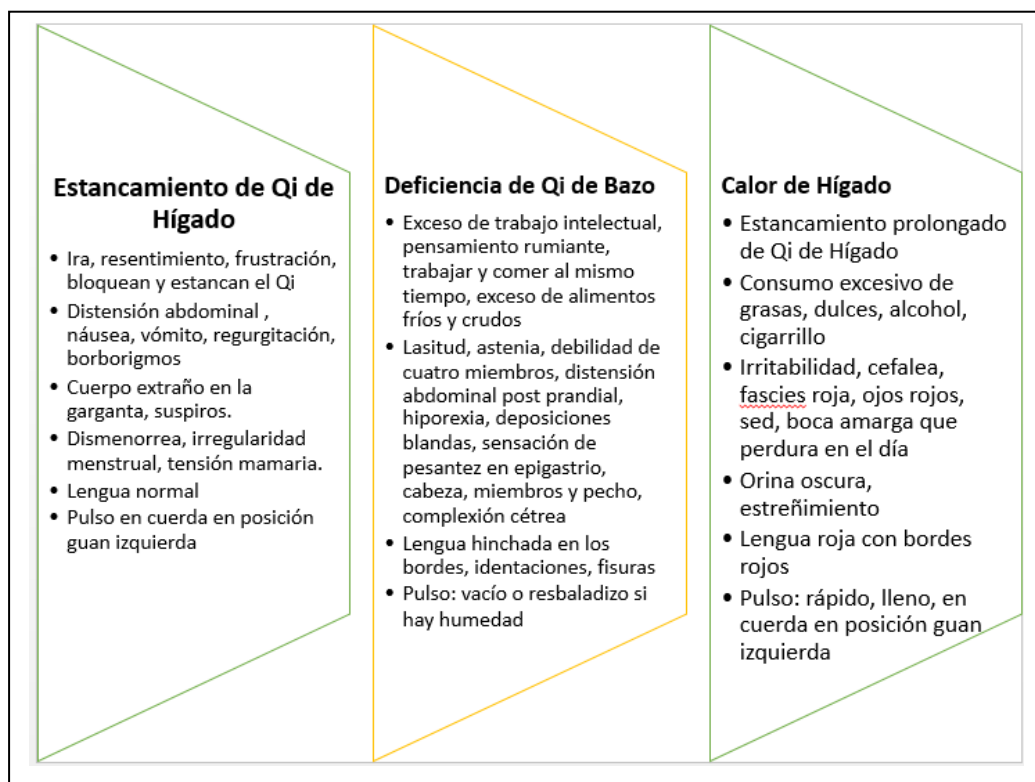 Estancamiento de Qi de
Hígado
• Ira, resentimiento, frustración,
bloquean y estancan el Qi
• Distensión abdominal ,
náusea, vómito, regurgitación,
borborigmos
• Cuerpo extraño en la
garganta, suspiros.
• Dismenorrea, irregularidad
menstrual, tensión mamaria.
• Lengua normal
• Pulso en cuerda en posición
guan izquierda
Deficiencia de Qi de Bazo
• Exceso de trabajo intelectual,
pensamiento rumiante,
trabajar y comer al mismo
tiempo, exceso de alimentos
fríos y crudos
• Lasitud, astenia, debilidad de
cuatro miembros, distensión
abdominal post prandial,
hiporexia, deposiciones
blandas, sensación de
pesantez en epigastrio,
cabeza, miembros y pecho,
complexión cétrea
• Lengua hinchada en los
bordes, identaciones, fisuras
• Pulso: vacío o resbaladizo si
hay humedad
Calor de Hígado
• Estancamiento prolongado
de Qi de Hígado
• Consumo excesivo de
grasas, dulces, alcohol,
cigarrillo
• Irritabilidad, cefalea,
fascies roja, ojos rojos,
sed, boca amarga que
perdura en el día
• Orina oscura,
estreñimiento
• Lengua roja con bordes
rojos
• Pulso: rápido, lleno, en
cuerda en posición guan
izquierda